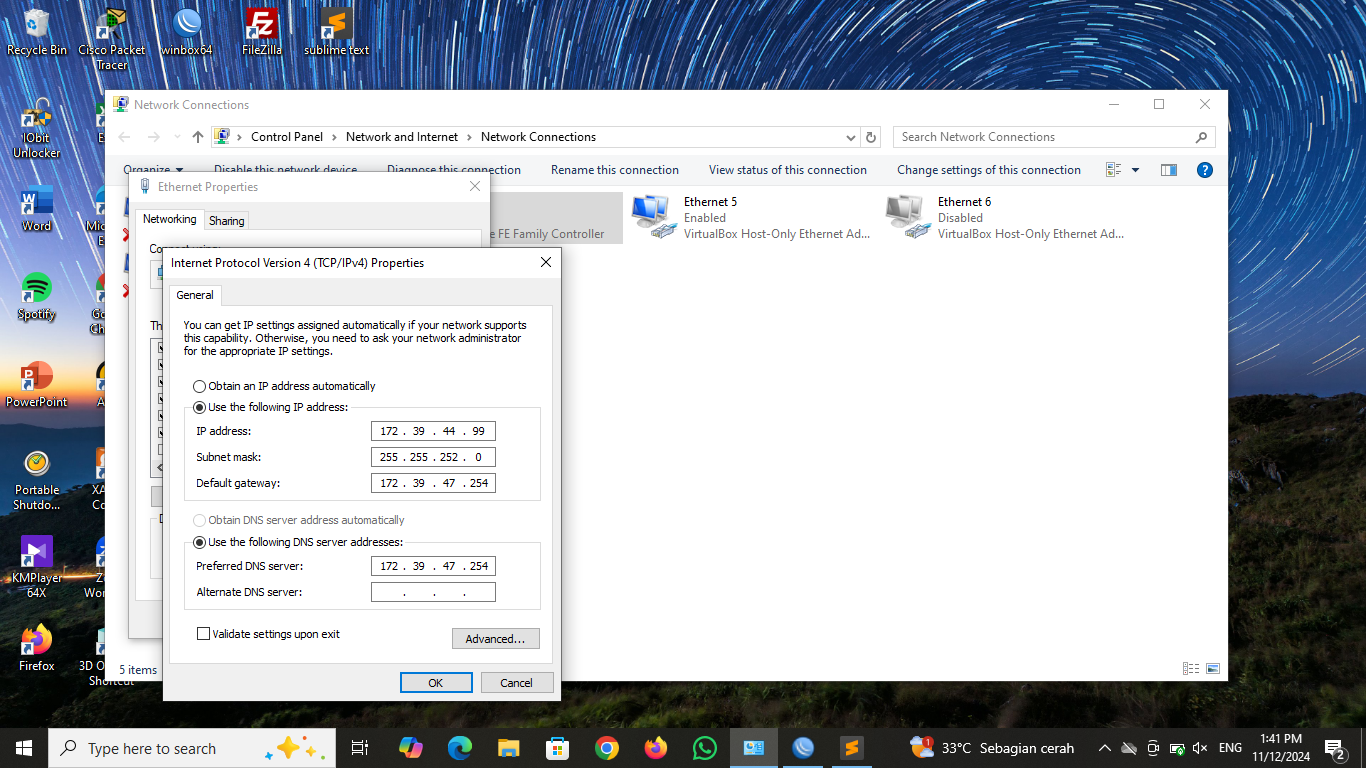 Recycle Bin
Cisco Packet
Tracer
winbox64
FileZilla
sublime text
IObit
Unlocker
Word
Spotify
PowerPoint
Portable
Shutdo...
KMPlayer
64X
Firefox
3D O
Shortcut
Network Connections
Control Panel > Network and Internet > Network Connections
Search Network Connections
Organize
Disable this network device
Diagnose this connection
Rename this connection
View status of this connection
Change settings of this connection
e FE Family Controller
Ethernet 5
Enabled
VirtualBox Host-Only Ethernet Ad...
Ethernet 6
Disabled
VirtualBox Host-Only Ethernet Ad...
5 items
Ethernet Properties
Networking
Sharing
Connect using:
Th
Internet Protocol Version 4 (TCP/IPv4) Properties
General
You can get IP settings assigned automatically if your network supports
this capability. Otherwise, you need to ask your network administrator
for the appropriate IP settings.
Obtain an IP address automatically
Use the following IP address:
IP address: 172 . 39 . 44 . 99
Subnet mask: 255 . 255 . 252 . 0
Default gateway: 172 . 39 . 47 . 254
Obtain DNS server address automatically
Use the following DNS server addresses:
Preferred DNS server: 172 . 39 . 47 . 254
Alternate DNS server: . . .
Validate settings upon exit
Advanced...
OK
Cancel
Type here to search
1
33°C Sebagian cerah
ENG
1:41 PM
11/12/2024
2